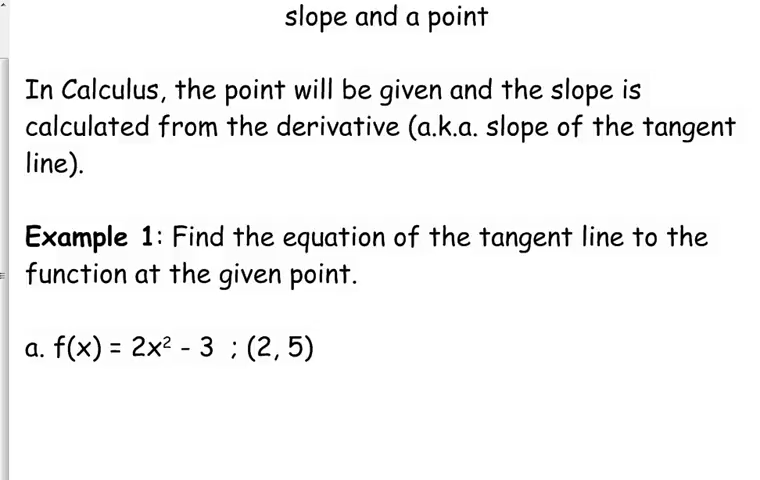 slope and a point
In Calculus, the point will be given and the slope is
calculated from the derivative (a.k.a. slope of the tangent
line).
Example 1: Find the equation of the tangent line to the
function at the given point.
a. f(x) = 2x² - 3 ; (2, 5)